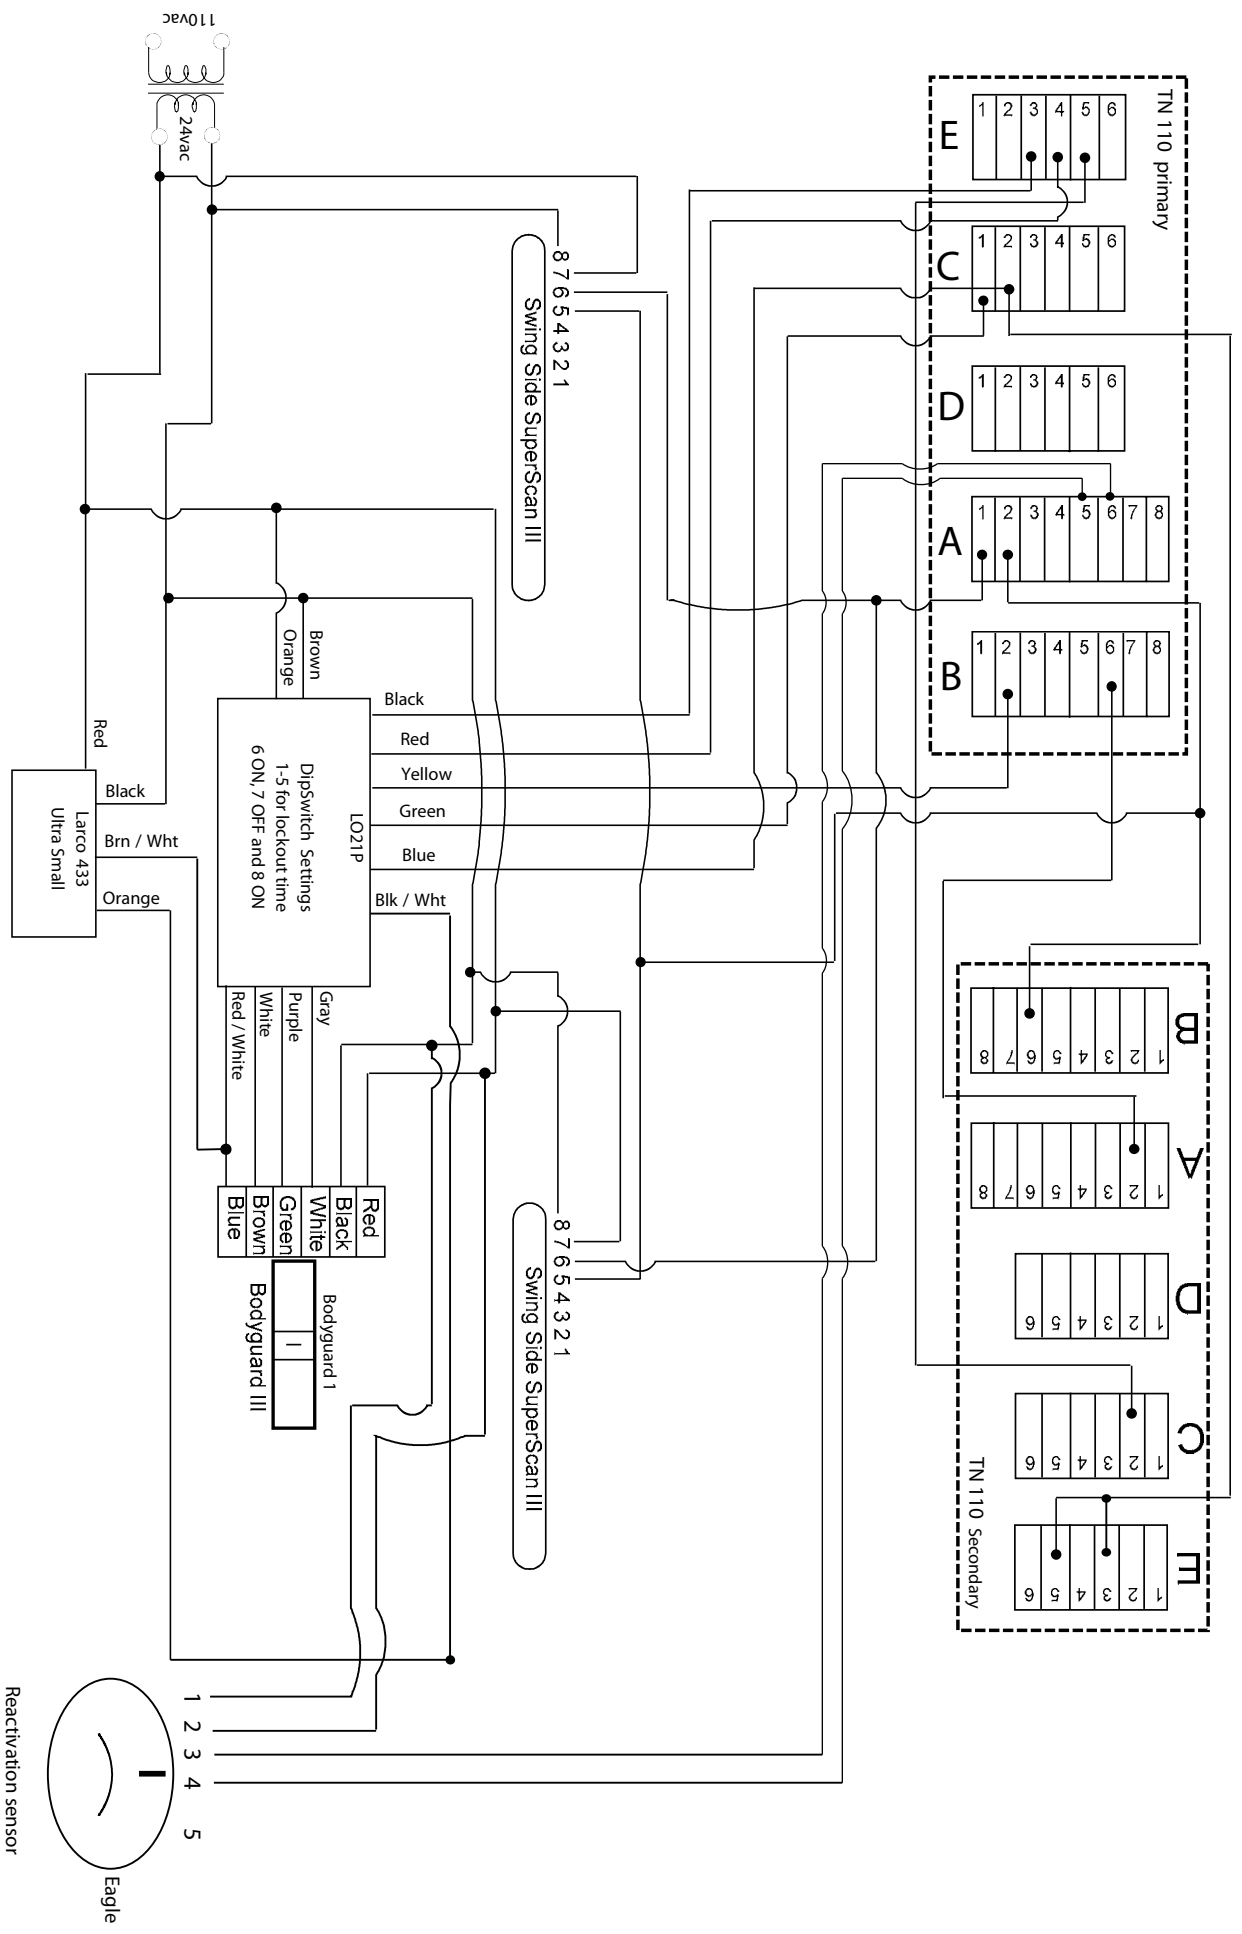 110vac
24vac
TN 110 primary
E
1 2 3 4 5 6
C
1 2 3 4 5 6
D
1 2 3 4 5 6
A
1 2 3 4 5 6 7 8
B
1 2 3 4 5 6 7 8
8 7 6 5 4 3 2 1
Swing Side SuperScan III
Brown
Orange
Black
Red
Yellow
Green
Blue
Blk / Wht
LO21P
DipSwitch Settings
1-5 for lockout time
6 ON, 7 OFF and 8 ON
Red
Black
Brn / Wht
Orange
Larco 433
Ultra Small
Gray
Purple
White
Red / White
Red
Black
White
Green
Brown
Blue
Bodyguard 1
I
Bodyguard III
8 7 6 5 4 3 2 1
Swing Side SuperScan III
B
8 7 6 5 4 3 2 1
A
8 7 6 5 4 3 2 1
D
6 5 4 3 2 1
C
6 5 4 3 2 1
E
6 5 4 3 2 1
TN 110 Secondary
1
2
3
4
5
Eagle
Reactivation sensor